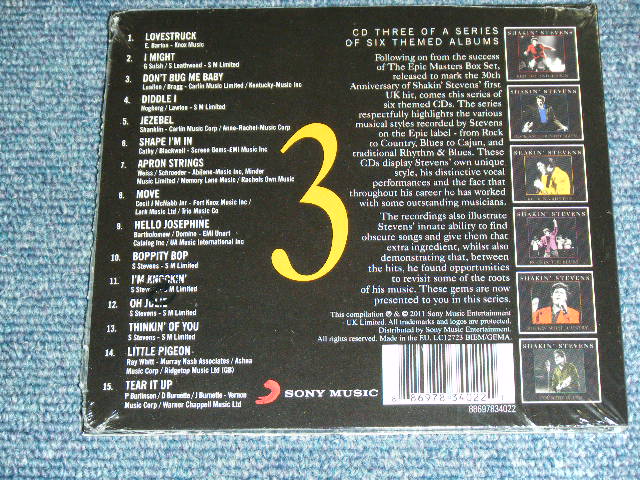 1. LOVESTRUCK
E. Barton - Knox Music
2. I MIGHT
G Sulsh / S Leathwood - S M Limited
3. DON'T BUG ME BABY
/ Bragg - Carlin Music Limited / Kentucky-Music Inc
4. DIDDLE I
Hogberg / Lawton - S M Limited
5. JEZEBEL
Shanklin - Carlin Music Corp / Anne-Rachel-Music Corp
6. SHAPE I'M IN
Cathy / Blackwell - Screen Gems-EMI Music Inc
7. APRON STRINGS
Weiss / Schroeder - Abilene-Music Inc, Minder
Music Limited / Memory Lane Music / Rachels Own Music
8. MOVE
Cecil / McNabb Jnr - Fort Knox Music Inc /
Lark Music Ltd / Trio Music Co
9. HELLO JOSEPHINE
Bartholomew / Domino - EMI Unart
Catalog Inc / UA Music International Inc
10. BOPPITY BOP
S Stevens - S M Limited
11. I'M KNOCKIN'
S Stevens - S M Limited
12. OH JULIE
S Stevens - S M Limited
13. THINKIN' OF YOU
S Stevens - S M Limited
14. LITTLE PIGEON
Ray Whitt - Murray Nash Associates / Ashna
Music Corp / Ridgetop Music Ltd (GB)
15. TEAR IT UP
P Burlinson / D Burnette / J Burnette - Vernon
Music Corp / Warner Chappell Music Ltd
3
SONY MUSIC
CD THREE OF A SERIES
OF SIX THEMED ALBUMS
Following on from the success
of The Epic Masters Box Set,
released to mark the 30th
Anniversary of Shakin' Stevens' first
UK hit, comes this series of
six themed CDs. The series
respectfully highlights the various
musical styles recorded by Stevens
on the Epic label - from Rock
to Country, Blues to Cajun, and
traditional Rhythm & Blues. These
CDs display Stevens' own unique
style, his distinctive vocal
performances and the fact that
throughout his career he has worked
with some outstanding musicians.
The recordings also illustrate
Stevens' innate ability to find
obscure songs and give them that
extra ingredient, whilst also
demonstrating that, between
the hits, he found opportunities
to revisit some of the roots
of his music. These gems are now
presented to you in this series.
This compilation ℗ & © 2011 Sony Music Entertainment
UK Limited. All trademarks and logos are protected.
Distributed by Sony Music Entertainment.
All rights reserved. Made in the EU. LC12723 BIEM/GEMA.
8 86978 34022
88697834022
SHAKIN' STEVENS
SHAKIN' STEVENS
SHAKIN' STEVENS
SHAKIN' STEVENS
SHAKIN' STEVENS
SHAKIN' STEVENS